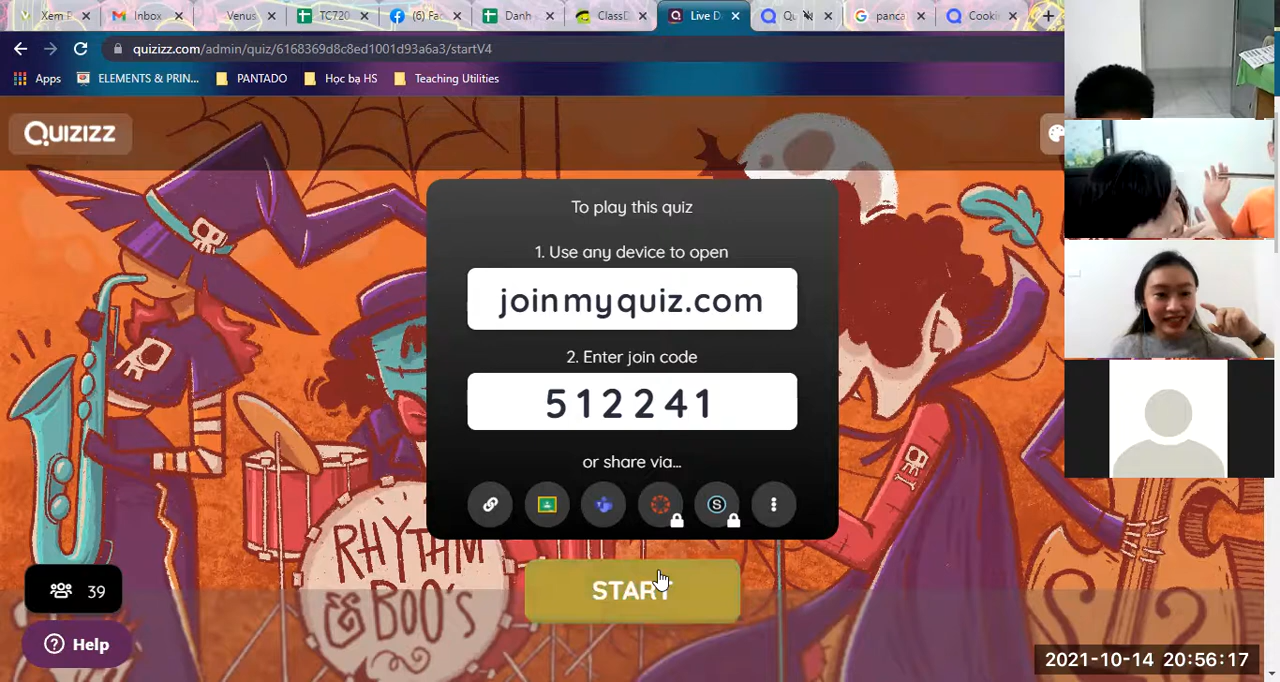 Xem F
Inbox
Venus
TC720
(6) Fa
Danh
ClassD
Live D
Qu
panca
Cooki
quizizz.com/admin/quiz/6168369d8c8ed1001d93a6a3/startV4
Apps
ELEMENTS & PRIN...
PANTADO
Học bạ HS
Teaching Utilities
QUIZIZZ
To play this quiz
1. Use any device to open
joinmyquiz.com
2. Enter join code
512241
or share via...
S
START
RHYTHM
& BOO'S
39
? Help
2021-10-14 20:56:17